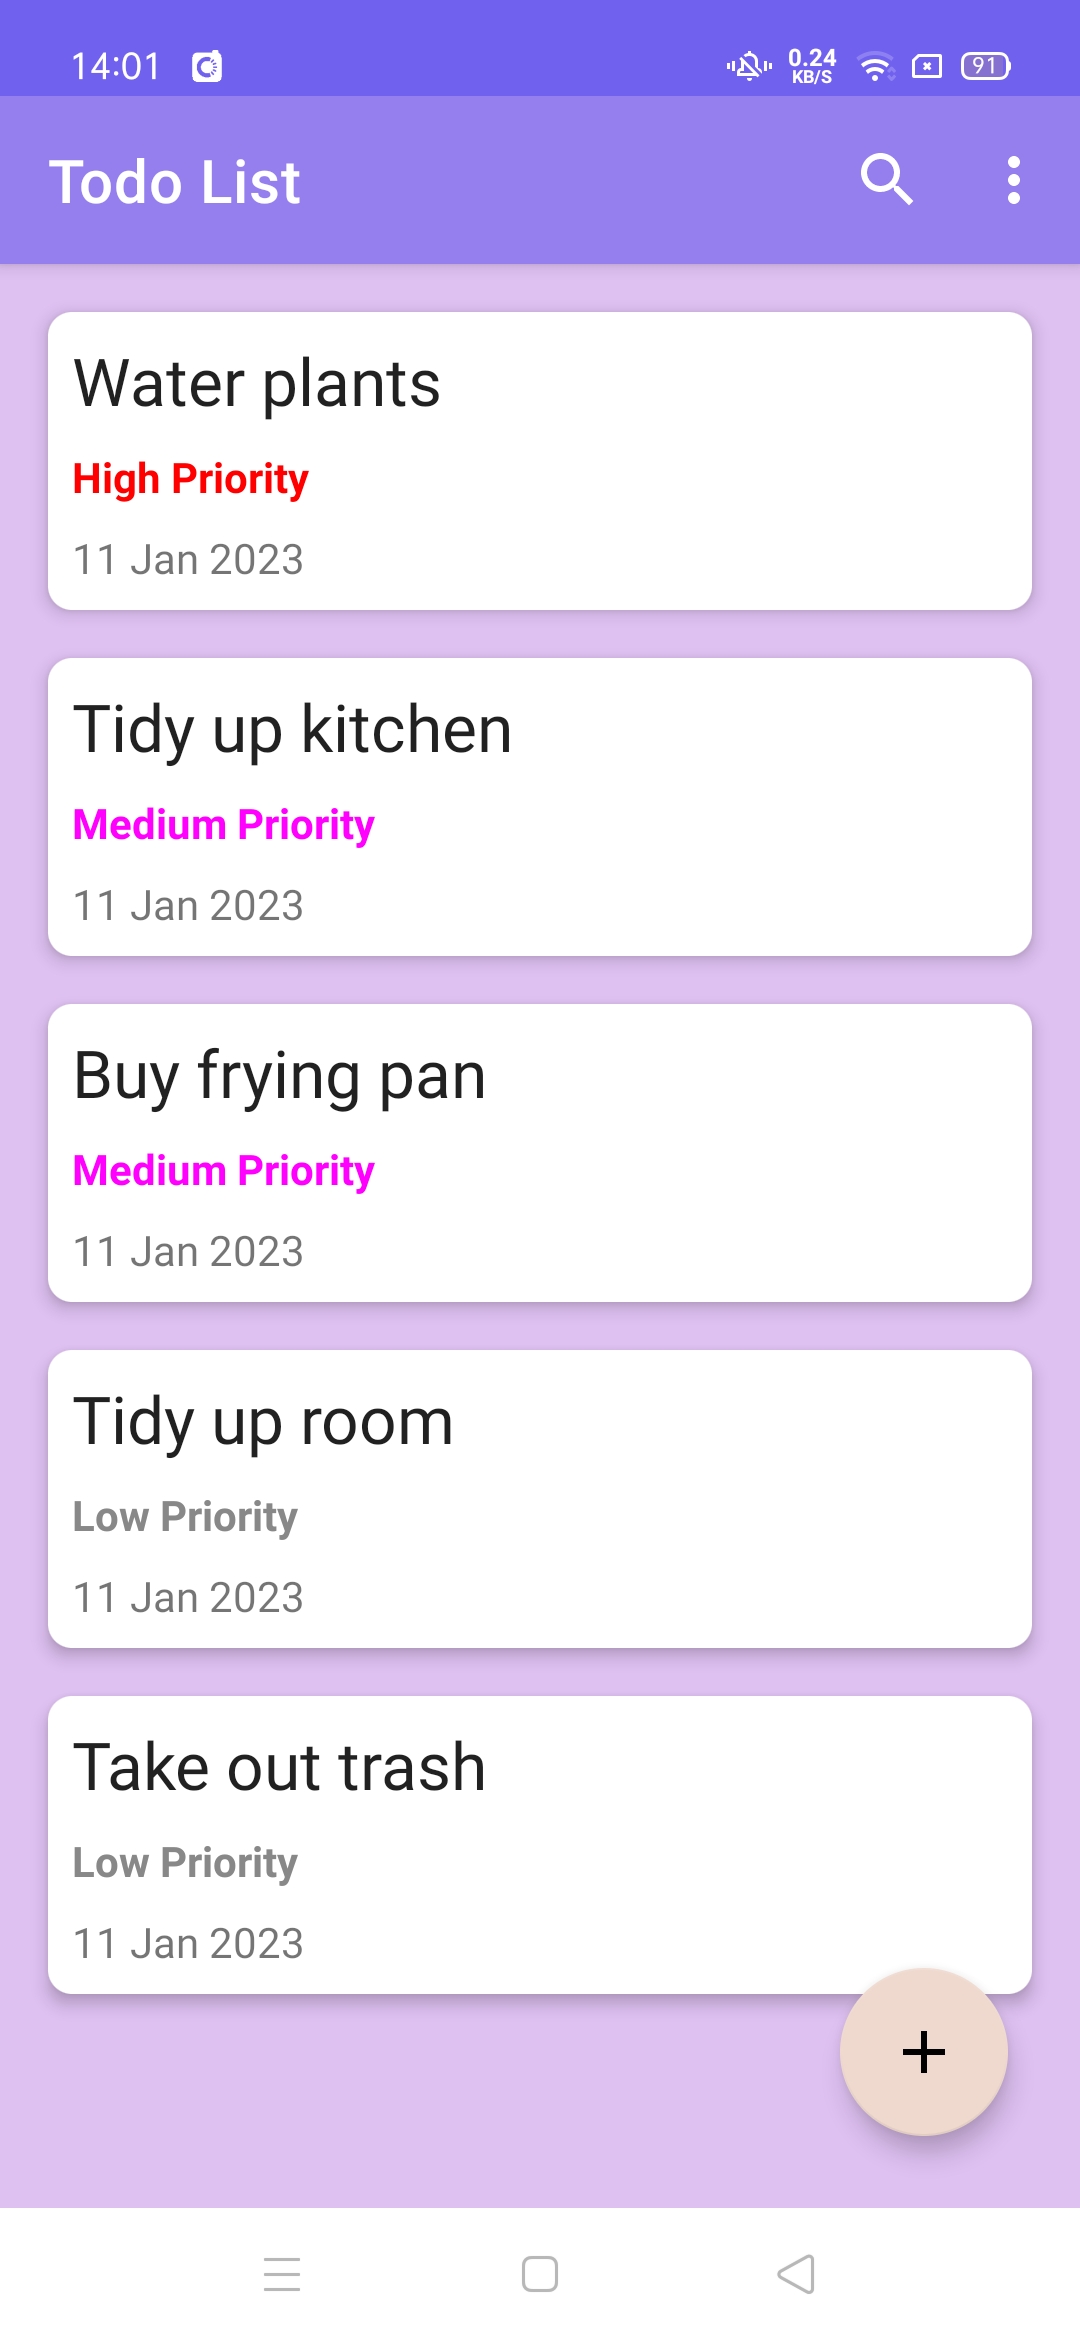 14:01 0.24 KB/S 91
Todo List
Water plants
High Priority
11 Jan 2023
Tidy up kitchen
Medium Priority
11 Jan 2023
Buy frying pan
Medium Priority
11 Jan 2023
Tidy up room
Low Priority
11 Jan 2023
Take out trash
Low Priority
11 Jan 2023